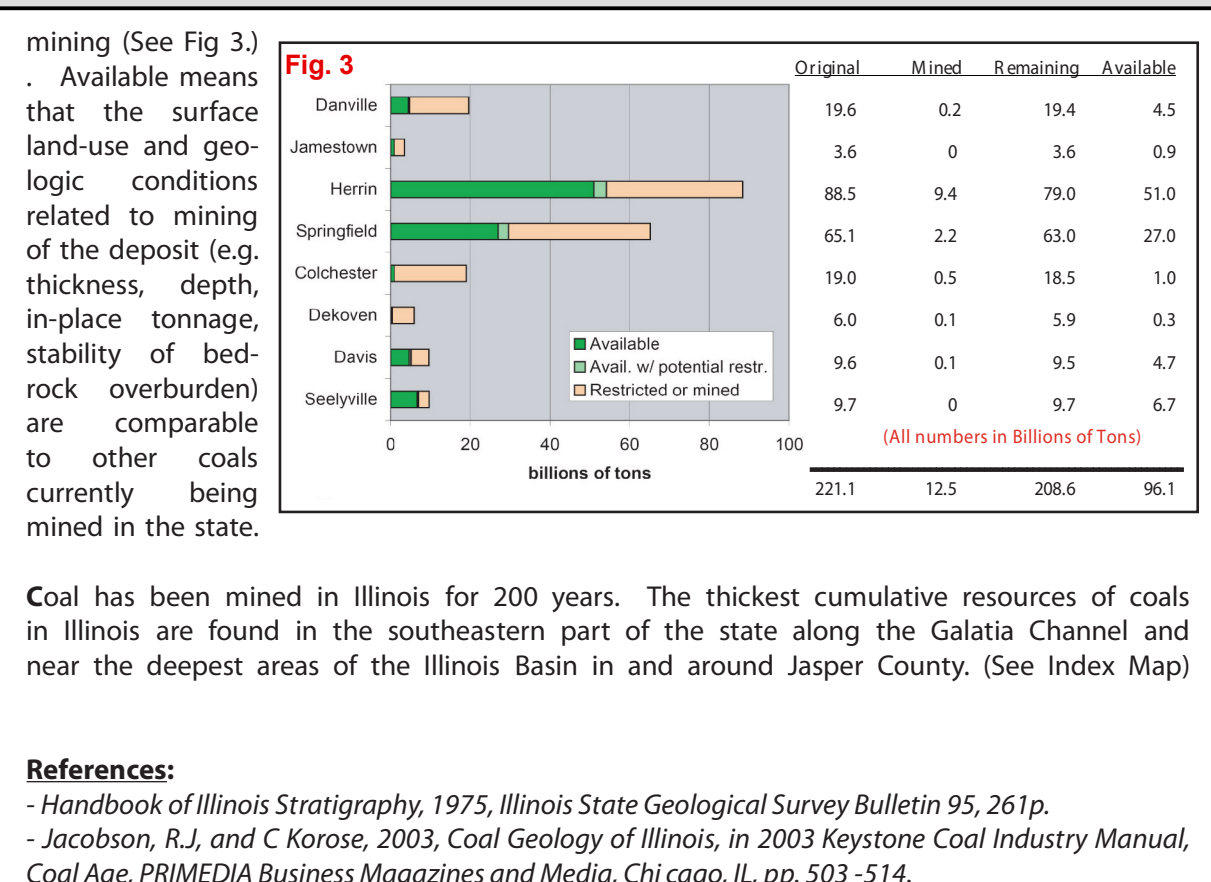 mining (See Fig 3.)
. Available means
that the surface
land-use and geo-
logic conditions
related to mining
of the deposit (e.g.
thickness, depth,
in-place tonnage,
stability of bed-
rock overburden)
are comparable
to other coals
currently being
mined in the state.
Fig. 3
Original Mined Remaining Available
Danville 19.6 0.2 19.4 4.5
Jamestown 3.6 0 3.6 0.9
Herrin 88.5 9.4 79.0 51.0
Springfield 65.1 2.2 63.0 27.0
Colchester 19.0 0.5 18.5 1.0
Dekoven 6.0 0.1 5.9 0.3
Davis 9.6 0.1 9.5 4.7
Seelyville 9.7 0 9.7 6.7
Available
Avail. w/ potential restr.
Restricted or mined
0 20 40 60 80 100
billions of tons
(All numbers in Billions of Tons)
221.1 12.5 208.6 96.1
Coal has been mined in Illinois for 200 years. The thickest cumulative resources of coals
in Illinois are found in the southeastern part of the state along the Galatia Channel and
near the deepest areas of the Illinois Basin in and around Jasper County. (See Index Map)
References:
- Handbook of Illinois Stratigraphy, 1975, Illinois State Geological Survey Bulletin 95, 261p.
- Jacobson, R.J, and C Korose, 2003, Coal Geology of Illinois, in 2003 Keystone Coal Industry Manual,
Coal Age, PRIMEDIA Business Magazines and Media, Chi cago, IL, pp. 503 -514.